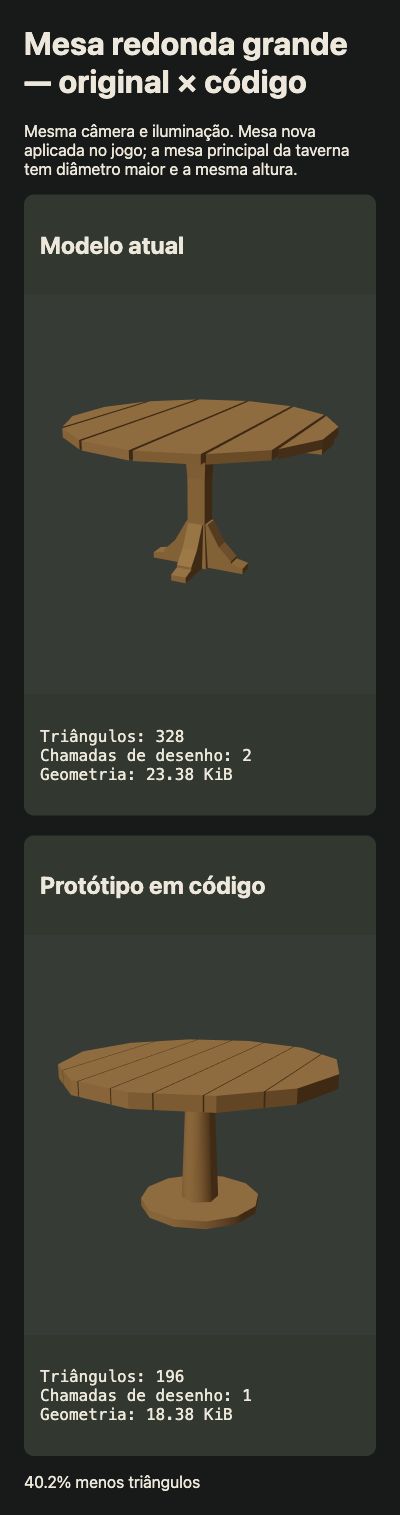 Mesa redonda grande
— original × código
Mesma câmera e iluminação. Mesa nova
aplicada no jogo; a mesa principal da taverna
tem diâmetro maior e a mesma altura.
Modelo atual
Triângulos: 328
Chamadas de desenho: 2
Geometria: 23.38 KiB
Protótipo em código
Triângulos: 196
Chamadas de desenho: 1
Geometria: 18.38 KiB
40.2% menos triângulos